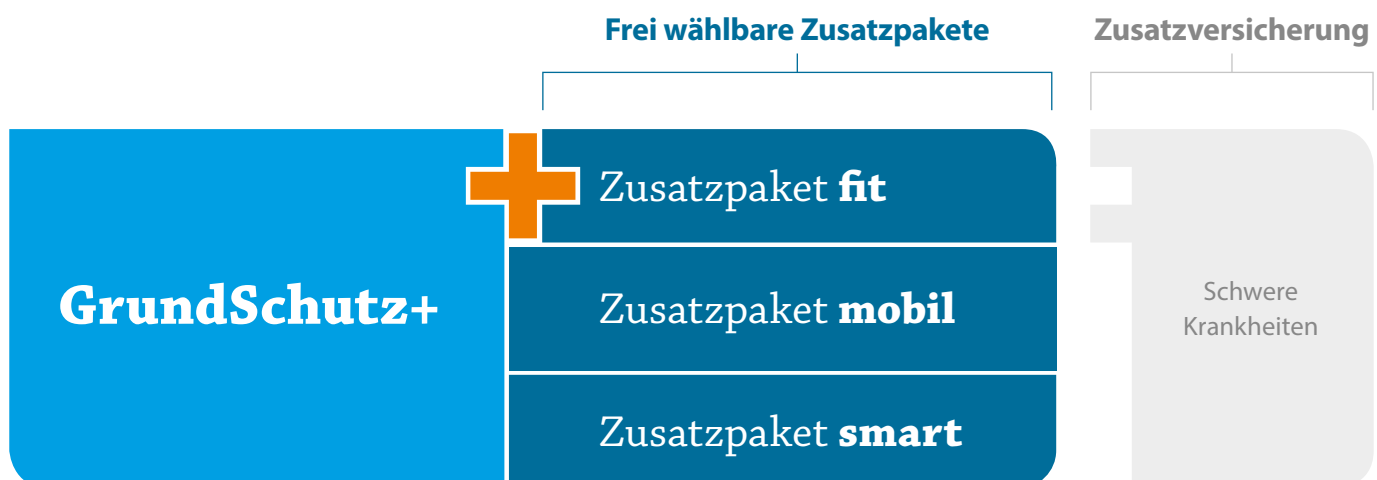 Frei wählbare Zusatzpakete
Zusatzversicherung
GrundSchutz+
Zusatzpaket fit
Zusatzpaket mobil
Zusatzpaket smart
Schwere
Krankheiten